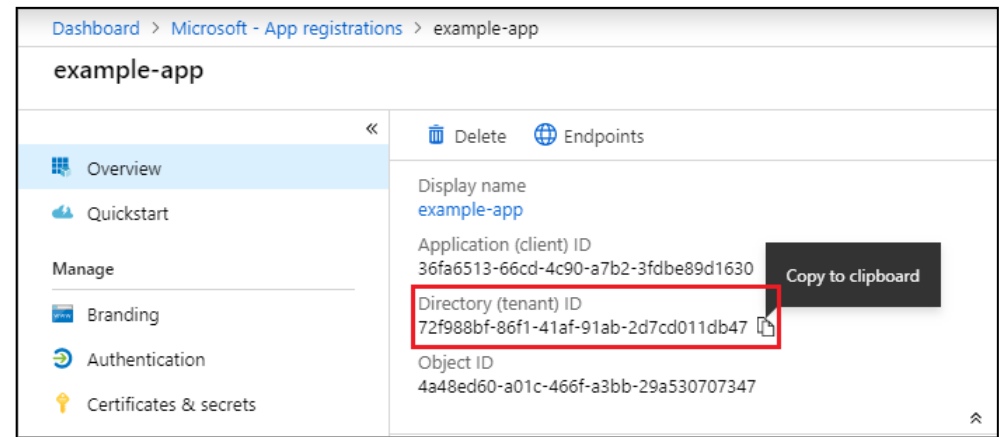 Dashboard > Microsoft - App registrations > example-app
example-app
«
Delete Endpoints
Overview
Quickstart
Manage
Branding
Authentication
Certificates & secrets
Display name
example-app
Application (client) ID
36fa6513-66cd-4c90-a7b2-3fdbe89d1630
Copy to clipboard
Directory (tenant) ID
72f988bf-86f1-41af-91ab-2d7cd011db47
Object ID
4a48ed60-a01c-466f-a3bb-29a530707347